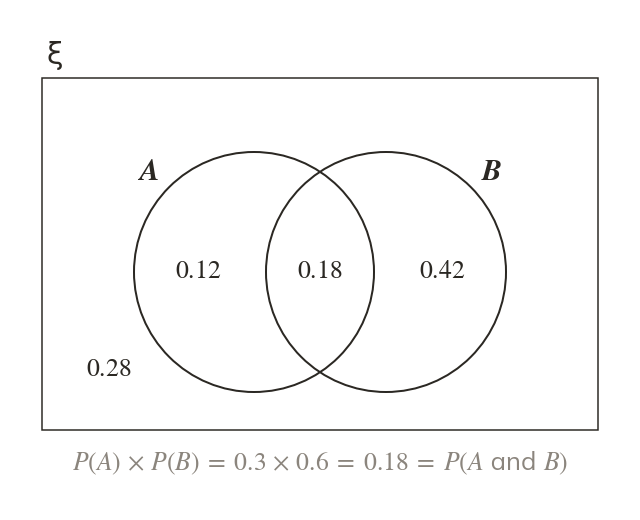 ξ
A B
0.12 0.18 0.42
0.28
P(A) × P(B) = 0.3 × 0.6 = 0.18 = P(A and B)